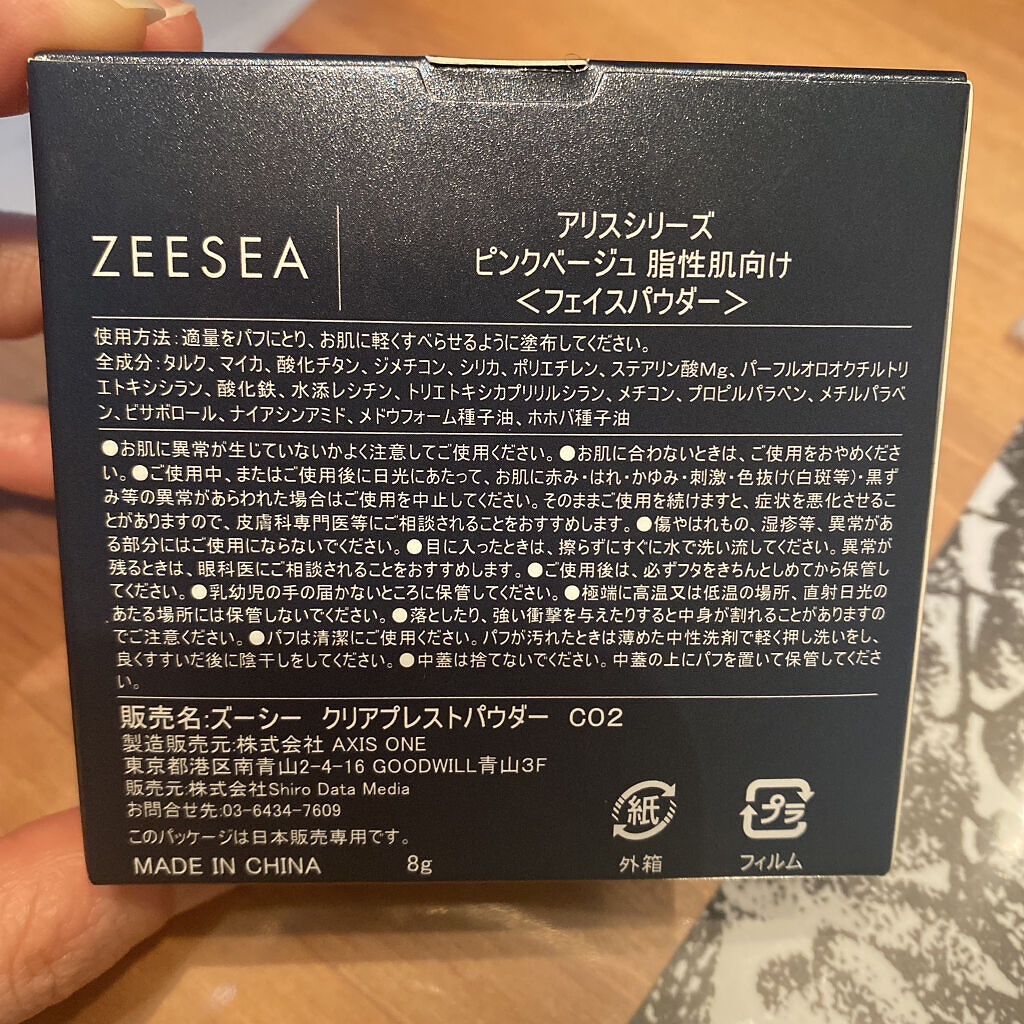 ZEESEA
アリスシリーズ
ピンクベージュ 脂性肌向け
<フェイスパウダー>
使用方法:適量をパフにとり、お肌に軽くすべらせるように塗布してください。
全成分:タルク、マイカ、酸化チタン、ジメチコン、シリカ、ポリエチレン、ステアリン酸Mg、パーフルオロオクチルトリ
エトキシシラン、酸化鉄、水添レシチン、トリエトキシカプリリルシラン、メチコン、プロピルパラベン、メチルパラベ
ン、ビサボロール、ナイアシンアミド、メドウフォーム種子油、ホホバ種子油
●お肌に異常が生じていないかよく注意してご使用ください。●お肌に合わないときは、ご使用をおやめくださ
い。●ご使用中、またはご使用後に日光にあたって、お肌に赤み・はれ・かゆみ・刺激・色抜け(白斑等)・黒ず
み等の異常があらわれた場合はご使用を中止してください。そのままご使用を続けますと、症状を悪化させるこ
とがありますので、皮膚科専門医等にご相談されることをおすすめします。●傷やはれもの、湿疹等、異常があ
る部分にはご使用にならないでください。●目に入ったときは、擦らずにすぐに水で洗い流してください。異常が
残るときは、眼科医にご相談されることをおすすめします。●ご使用後は、必ずフタをきちんとしめてから保管し
てください。●乳幼児の手の届かないところに保管してください。●極端に高温又は低温の場所、直射日光の
あたる場所には保管しないでください。●落としたり、強い衝撃を与えたりすると中身が割れることがありますの
でご注意ください。●パフは清潔にご使用ください。パフが汚れたときは薄めた中性洗剤で軽く押し洗いをし、
良くすすいだ後に陰干しをしてください。●中蓋は捨てないでください。中蓋の上にパフを置いて保管してくださ
い。
販売名:ズーシー クリアプレストパウダー C02
製造販売元:株式会社 AXIS ONE
東京都港区南青山2-4-16 GOODWILL青山3F
販売元:株式会社Shiro Data Media
お問合せ先:03-6434-7609
このパッケージは日本販売専用です。
MADE IN CHINA 8g
紙
外箱
プラ
フィルム